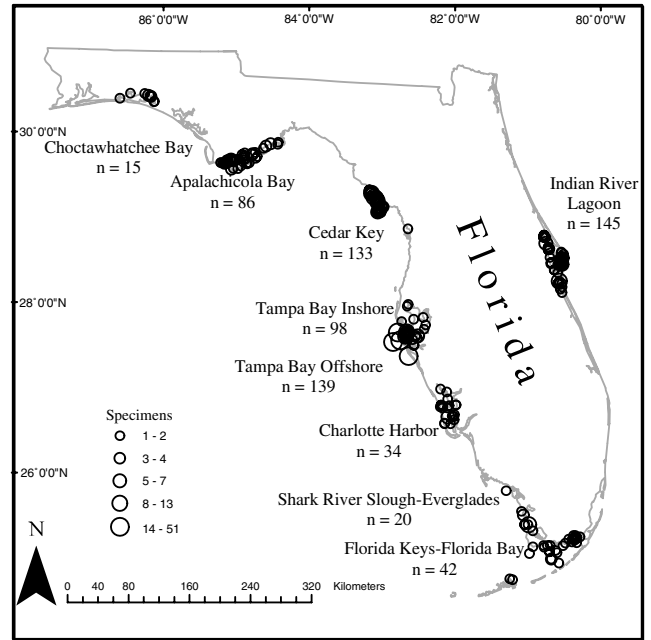 86°0'0"W 84°0'0"W 82°0'0"W 80°0'0"W
30°0'0"N
Choctawhatchee Bay
n = 15
Apalachicola Bay
n = 86
Indian River
Lagoon
n = 145
Cedar Key
n = 133
Florida
28°0'0"N
Tampa Bay Inshore
n = 98
Tampa Bay Offshore
n = 139
Charlotte Harbor
n = 34
Specimens
1 - 2
3 - 4
5 - 7
8 - 13
14 - 51
26°0'0"N
Shark River Slough-Everglades
n = 20
Florida Keys-Florida Bay
n = 42
N
0 40 80 160 240 320 Kilometers